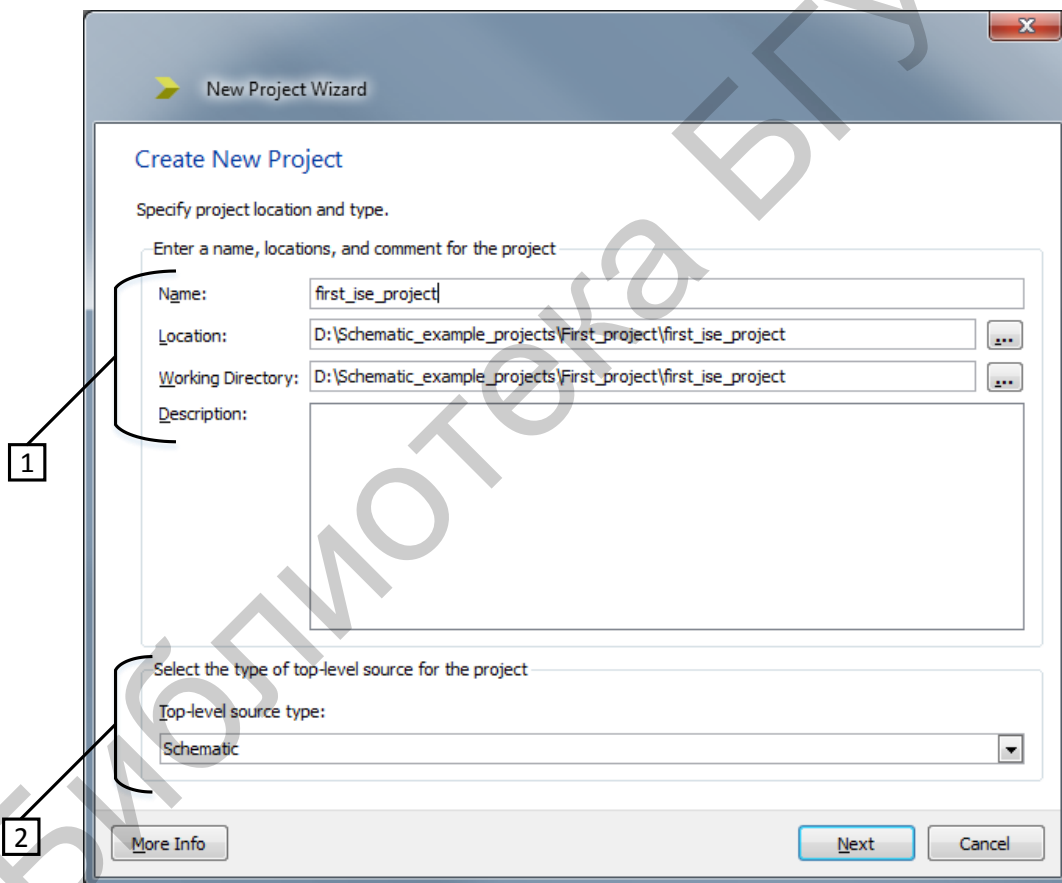 New Project Wizard
Create New Project
Specify project location and type.
Enter a name, locations, and comment for the project
Name: first_ise_project
Location: D:\Schematic_example_projects\First_project\first_ise_project ...
Working Directory: D:\Schematic_example_projects\First_project\first_ise_project ...
Description:
1
Select the type of top-level source for the project
Top-level source type:
Schematic
2
More Info Next Cancel
Библиотека БГУ